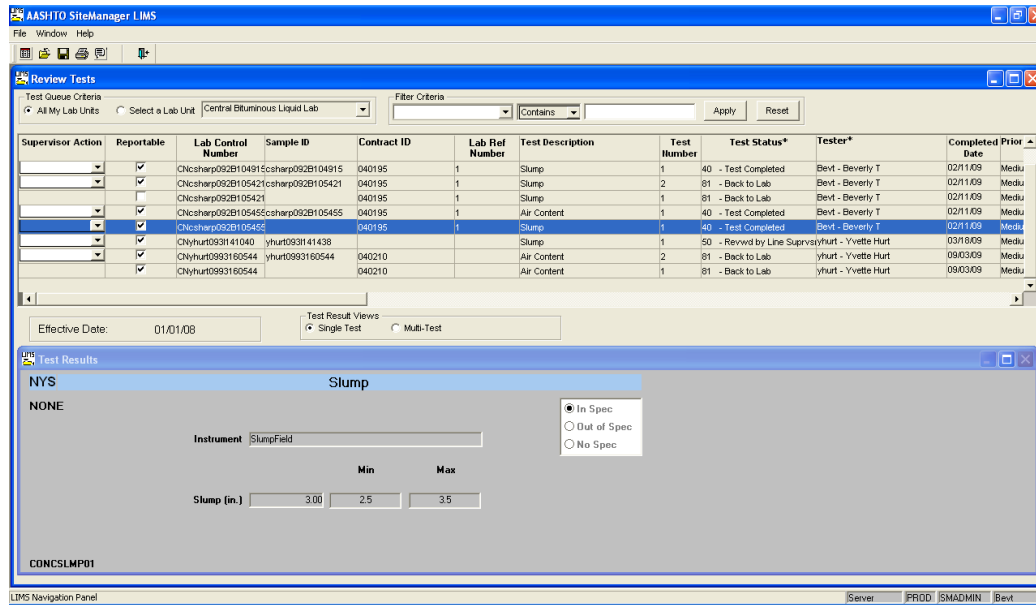 AASHTO SiteManager LIMS
File Window Help
Review Tests
Test Queue Criteria
All My Lab Units Select a Lab Unit Central Bituminous Liquid Lab
Filter Criteria
Contains Apply Reset
Supervisor Action Reportable Lab Control Number Sample ID Contract ID Lab Ref Number Test Description Test Number Test Status* Tester* Completed Date Prior
CNcsharp092B104915 csharp092B104915 040195 1 Slump 1 40 - Test Completed Bevt - Beverly T 02/11/09 Mediu
CNcsharp092B105421 csharp092B105421 040195 1 Slump 2 81 - Back to Lab Bevt - Beverly T 02/11/09 Mediu
CNcsharp092B105421 040195 1 Slump 1 81 - Back to Lab Bevt - Beverly T 02/11/09 Mediu
CNcsharp092B105455 csharp092B105455 040195 1 Air Content 1 40 - Test Completed Bevt - Beverly T 02/11/09 Mediu
CNcsharp092B105455 040195 1 Slump 1 40 - Test Completed Bevt - Beverly T 02/11/09 Mediu
CNyhurt093I141040 yhurt093I141438 Slump 1 50 - Revwd by Line Suprvsr yhurt - Yvette Hurt 03/18/09 Mediu
CNyhurt0993160544 yhurt0993160544 040210 Air Content 2 81 - Back to Lab yhurt - Yvette Hurt 09/03/09 Mediu
CNyhurt0993160544 040210 Air Content 1 81 - Back to Lab yhurt - Yvette Hurt 09/03/09 Mediu
Effective Date: 01/01/08
Test Result Views
Single Test Multi-Test
Test Results
NYS Slump
NONE
In Spec
Out of Spec
No Spec
Instrument SlumpField
Min Max
Slump (in.) 3.00 2.5 3.5
CONCSLMP01
LIMS Navigation Panel Server PROD SMADMIN Bevt